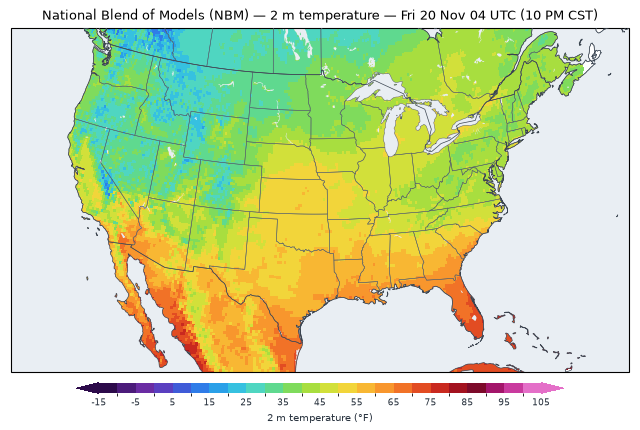 National Blend of Models (NBM) — 2 m temperature — Fri 20 Nov 04 UTC (10 PM CST)
-15 -5 5 15 25 35 45 55 65 75 85 95 105
2 m temperature (°F)